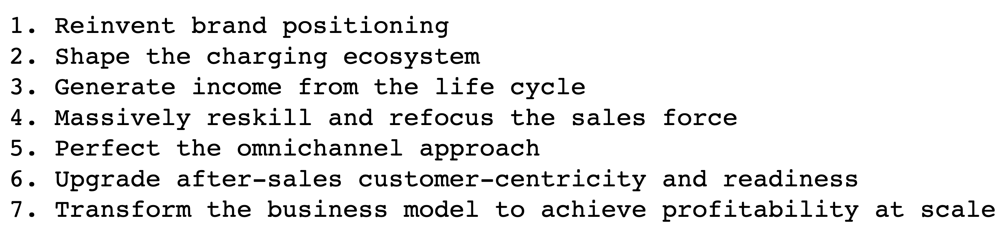 1. Reinvent brand positioning
2. Shape the charging ecosystem
3. Generate income from the life cycle
4. Massively reskill and refocus the sales force
5. Perfect the omnichannel approach
6. Upgrade after-sales customer-centricity and readiness
7. Transform the business model to achieve profitability at scale